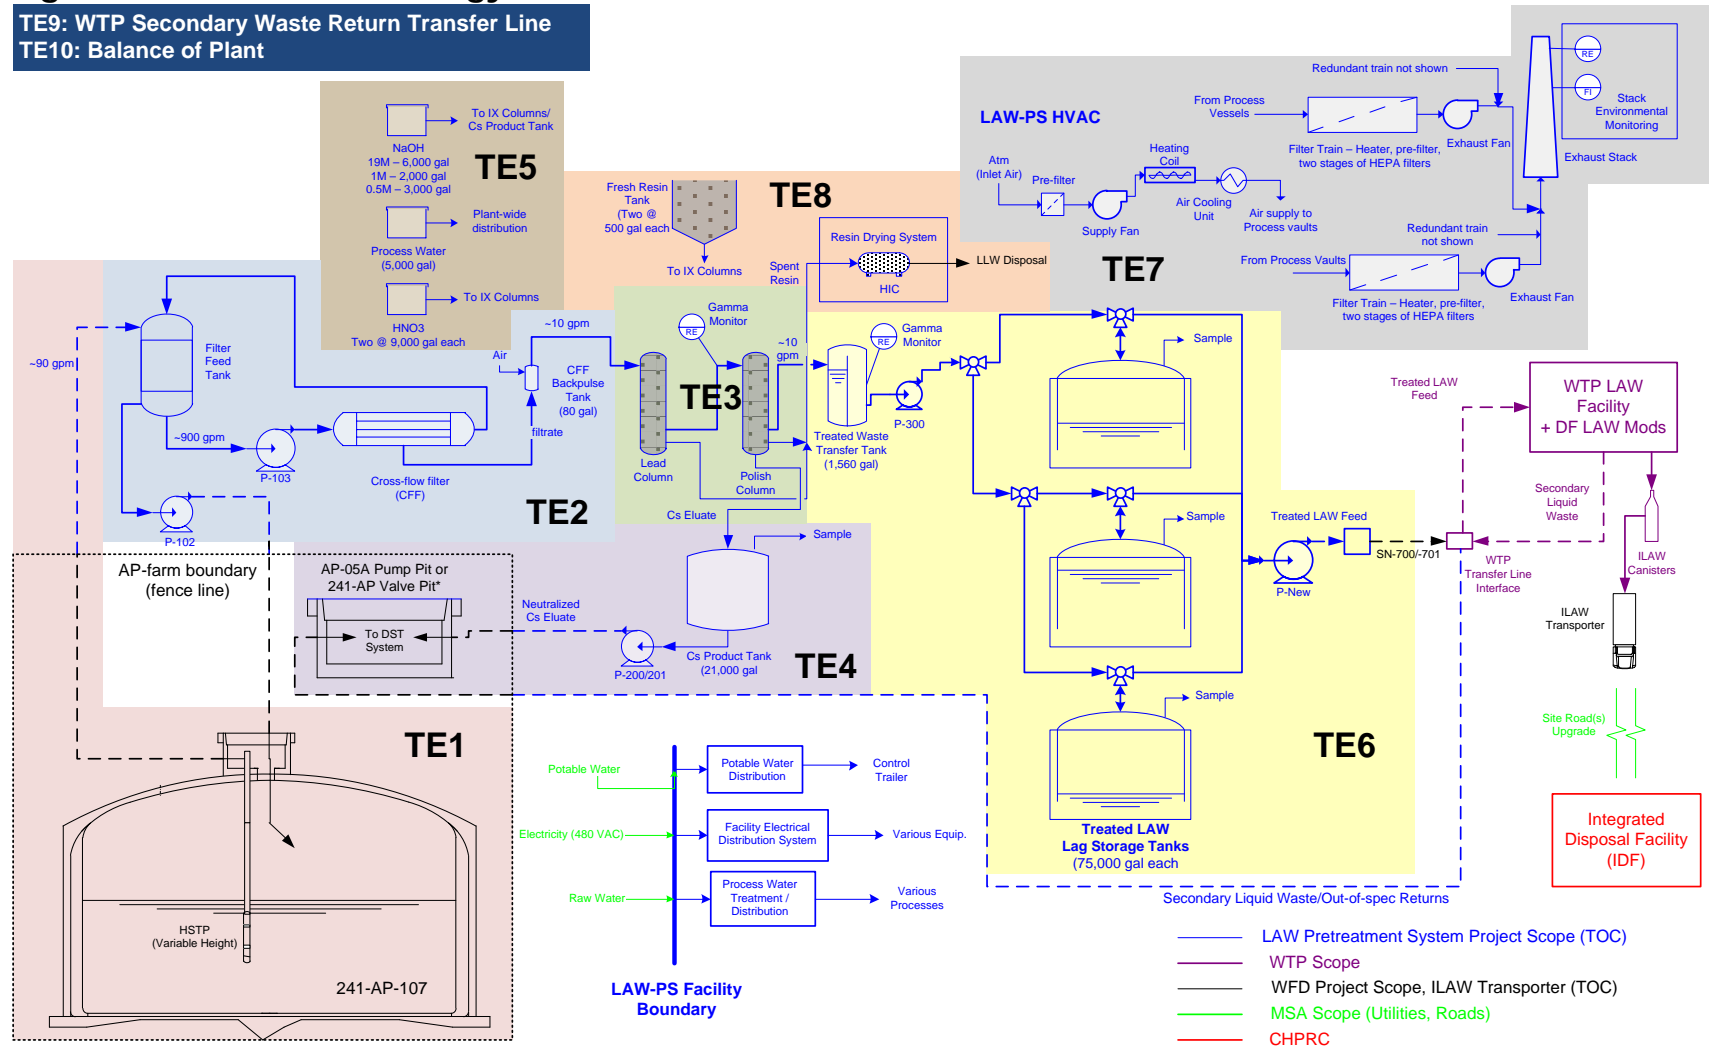 TE9: WTP Secondary Waste Return Transfer Line
TE10: Balance of Plant
To IX Columns/
Cs Product Tank
NaOH
19M – 6,000 gal
1M – 2,000 gal
0.5M – 3,000 gal
TE5
Plant-wide
distribution
Process Water
(5,000 gal)
To IX Columns
HNO3
Two @ 9,000 gal each
Fresh Resin
Tank
(Two @
500 gal each
To IX Columns
TE8
Resin Drying System
HIC
LLW Disposal
Spent
Resin
LAW-PS HVAC
Atm
(Inlet Air)
Pre-filter
Supply Fan
Heating
Coil
Air Cooling
Unit
Air supply to
Process vaults
TE7
Redundant train not shown
From Process
Vessels
Filter Train – Heater, pre-filter,
two stages of HEPA filters
Exhaust Fan
Exhaust Stack
RE
FI
Stack
Environmental
Monitoring
Redundant train
not shown
From Process Vaults
Filter Train – Heater, pre-filter,
two stages of HEPA filters
Exhaust Fan
~90 gpm
Filter
Feed
Tank
~900 gpm
P-103
P-102
Cross-flow filter
(CFF)
Air
~10 gpm
CFF
Backpulse
Tank
(80 gal)
filtrate
TE2
Gamma
Monitor
RE
TE3
Lead
Column
Polish
Column
Cs Eluate
~10
gpm
Gamma
Monitor
RE
P-300
Treated Waste
Transfer Tank
(1,560 gal)
Sample
Sample
Sample
Treated LAW
Lag Storage Tanks
(75,000 gal each
TE6
Treated LAW Feed
P-New
SN-700/-701
Treated LAW
Feed
WTP LAW
Facility
+ DF LAW Mods
Secondary
Liquid
Waste
WTP
Transfer Line
Interface
ILAW
Canisters
ILAW
Transporter
Site Road(s)
Upgrade
Integrated
Disposal Facility
(IDF)
AP-farm boundary
(fence line)
AP-05A Pump Pit or
241-AP Valve Pit*
To DST
System
Neutralized
Cs Eluate
P-200/201
Sample
Cs Product Tank
(21,000 gal
TE4
TE1
HSTP
(Variable Height)
241-AP-107
Potable Water
Potable Water
Distribution
Control
Trailer
Electricity (480 VAC)
Facility Electrical
Distribution System
Various Equip.
Raw Water
Process Water
Treatment /
Distribution
Various
Processes
LAW-PS Facility
Boundary
Secondary Liquid Waste/Out-of-spec Returns
LAW Pretreatment System Project Scope (TOC)
WTP Scope
WFD Project Scope, ILAW Transporter (TOC)
MSA Scope (Utilities, Roads)
CHPRC